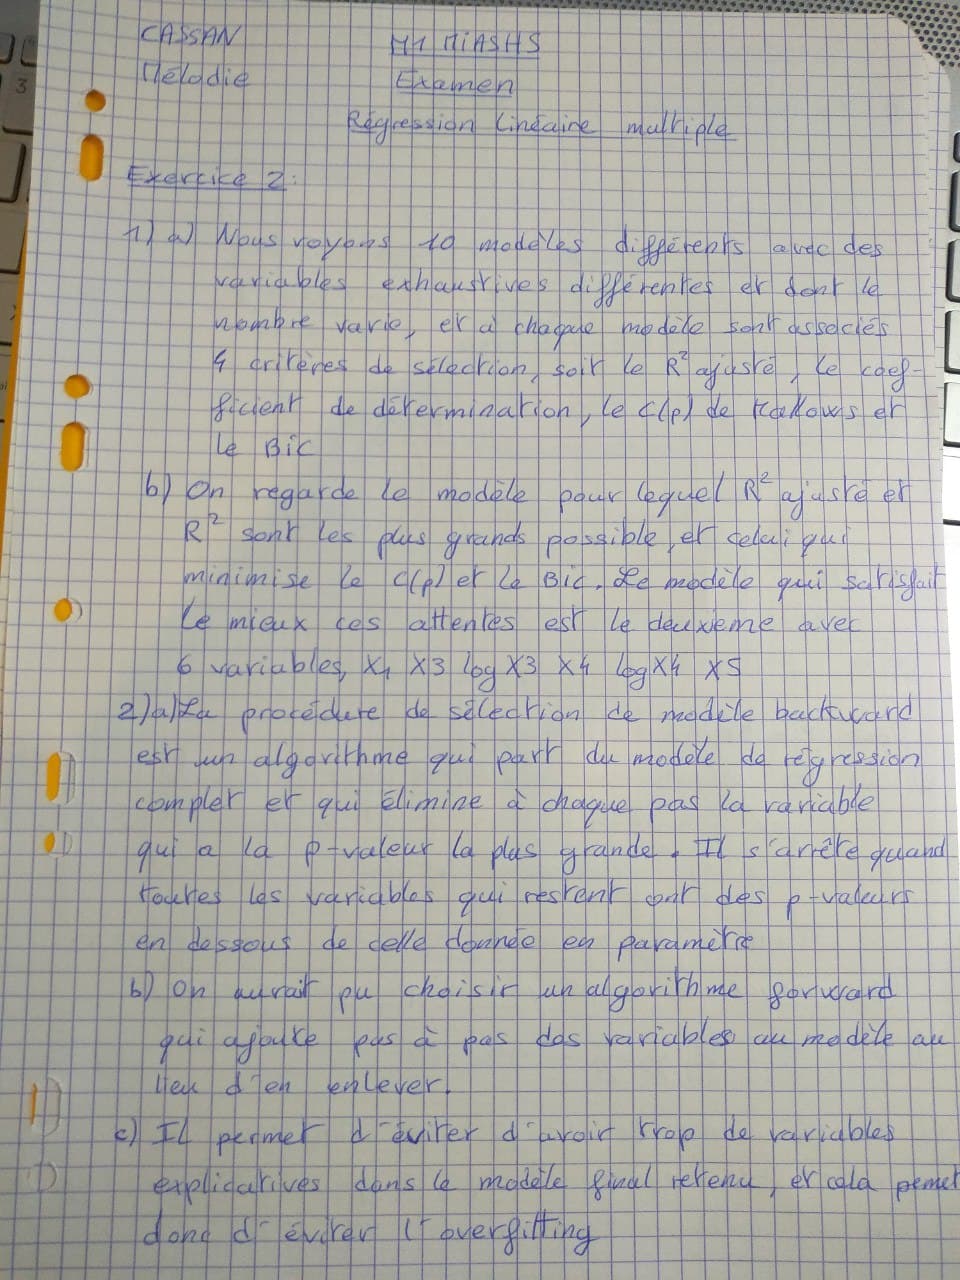 CASSAN
M1 MIASHS
Mélodie
Examen
Régression linéaire multiple
Exercice 2:
1) a) Nous voyons 10 modèles différents avec des
variables exhaustives différentes et dont le
nombre varie, et à chaque modèle sont associés
4 critères de sélection, soit le R² ajusté, le coef-
ficient de détermination, le C(p) de Mallows et
le BiC
b) On regarde le modèle pour lequel R² ajusté et
R² sont les plus grands possible, et celui qui
minimise le C(p) et le Bic. Le modèle qui satisfait
le mieux ces attentes est le deuxième avec
6 variables, X1 X3 log X3 X4 log X4 X5
2) a) La procédure de sélection de modèle backward
est un algorithme qui part du modèle de régression
complet et qui élimine à chaque pas la variable
qui a la p-valeur la plus grande. Il s'arrête quand
toutes les variables qui restent ont des p-valeurs
en dessous de celle donnée en paramètre
b) On aurait pu choisir un algorithme forward
qui ajoute pas à pas des variables au modèle au
lieu d'en enlever.
c) Il permet d'éviter d'avoir trop de variables
explicatives dans le modèle final retenu, et cela permet
donc d'éviter l'overfitting